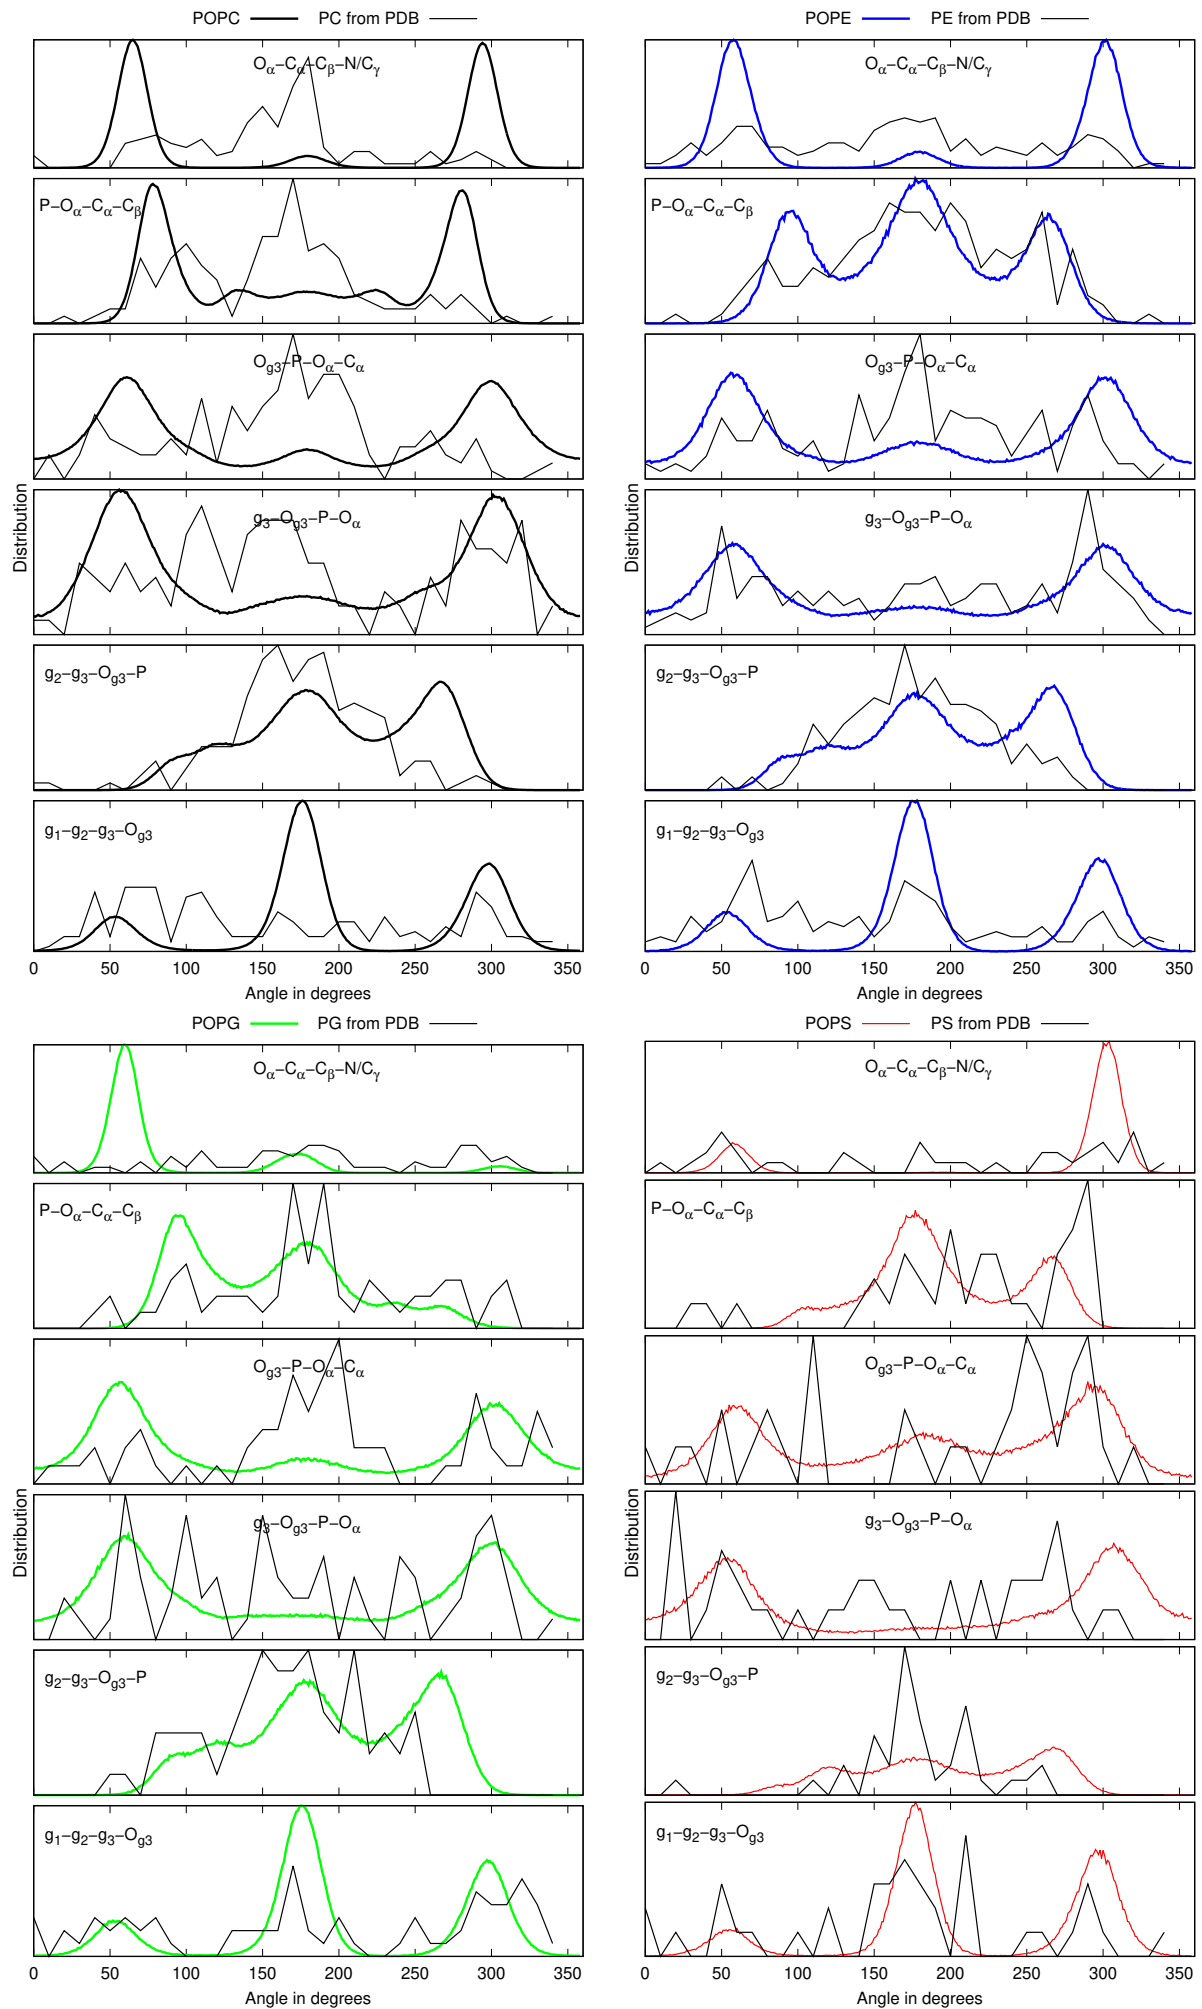 POPC PC from PDB
Oα–Cα–Cβ–N/Cγ
P–Oα–Cα–Cβ
Og3–P–Oα–Cα
g3–Og3–P–Oα
g2–g3–Og3–P
g1–g2–g3–Og3
Distribution
0 50 100 150 200 250 300 350
Angle in degrees
POPE PE from PDB
Oα–Cα–Cβ–N/Cγ
P–Oα–Cα–Cβ
Og3–P–Oα–Cα
g3–Og3–P–Oα
g2–g3–Og3–P
g1–g2–g3–Og3
Distribution
0 50 100 150 200 250 300 350
Angle in degrees
POPG PG from PDB
Oα–Cα–Cβ–N/Cγ
P–Oα–Cα–Cβ
Og3–P–Oα–Cα
g3–Og3–P–Oα
g2–g3–Og3–P
g1–g2–g3–Og3
Distribution
0 50 100 150 200 250 300 350
Angle in degrees
POPS PS from PDB
Oα–Cα–Cβ–N/Cγ
P–Oα–Cα–Cβ
Og3–P–Oα–Cα
g3–Og3–P–Oα
g2–g3–Og3–P
g1–g2–g3–Og3
Distribution
0 50 100 150 200 250 300 350
Angle in degrees